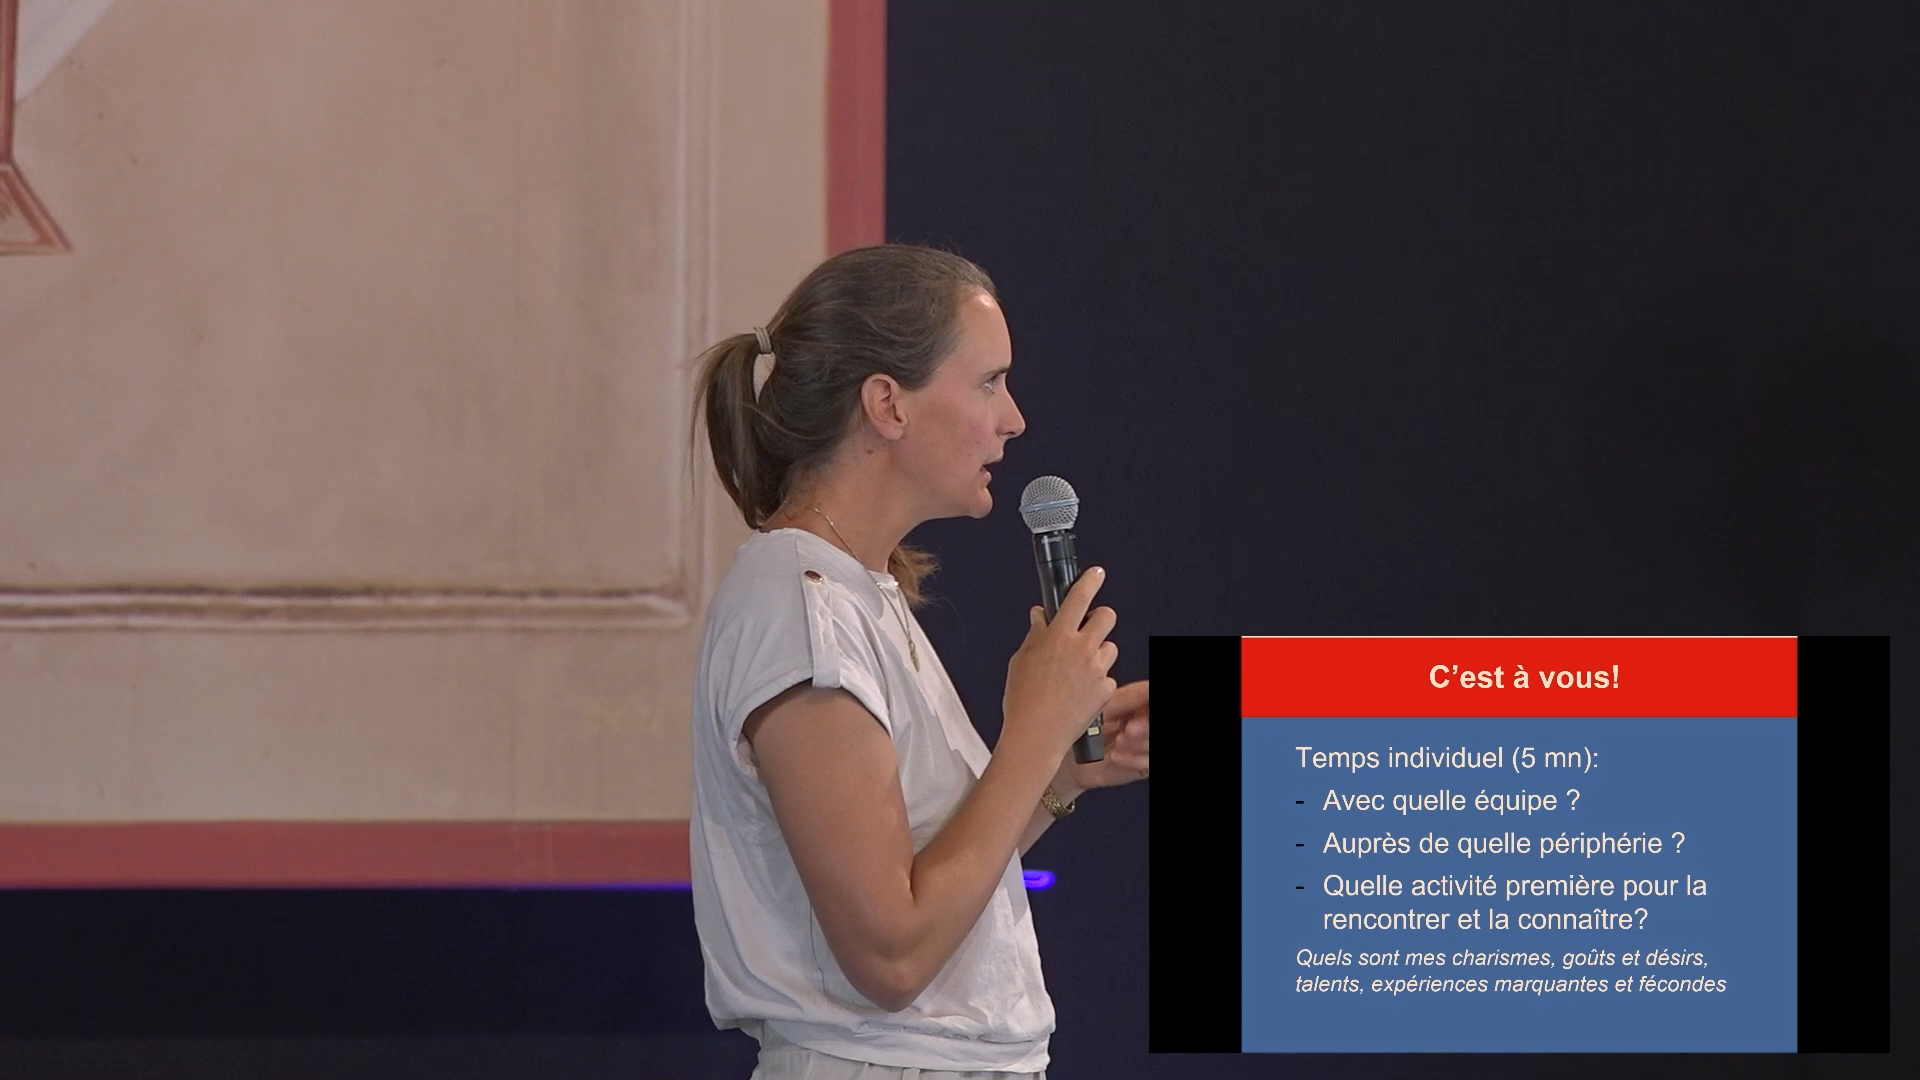 C’est à vous!
Temps individuel (5 mn):
- Avec quelle équipe ?
- Auprès de quelle périphérie ?
- Quelle activité première pour la
rencontrer et la connaître?
Quels sont mes charismes, goûts et désirs,
talents, expériences marquantes et fécondes